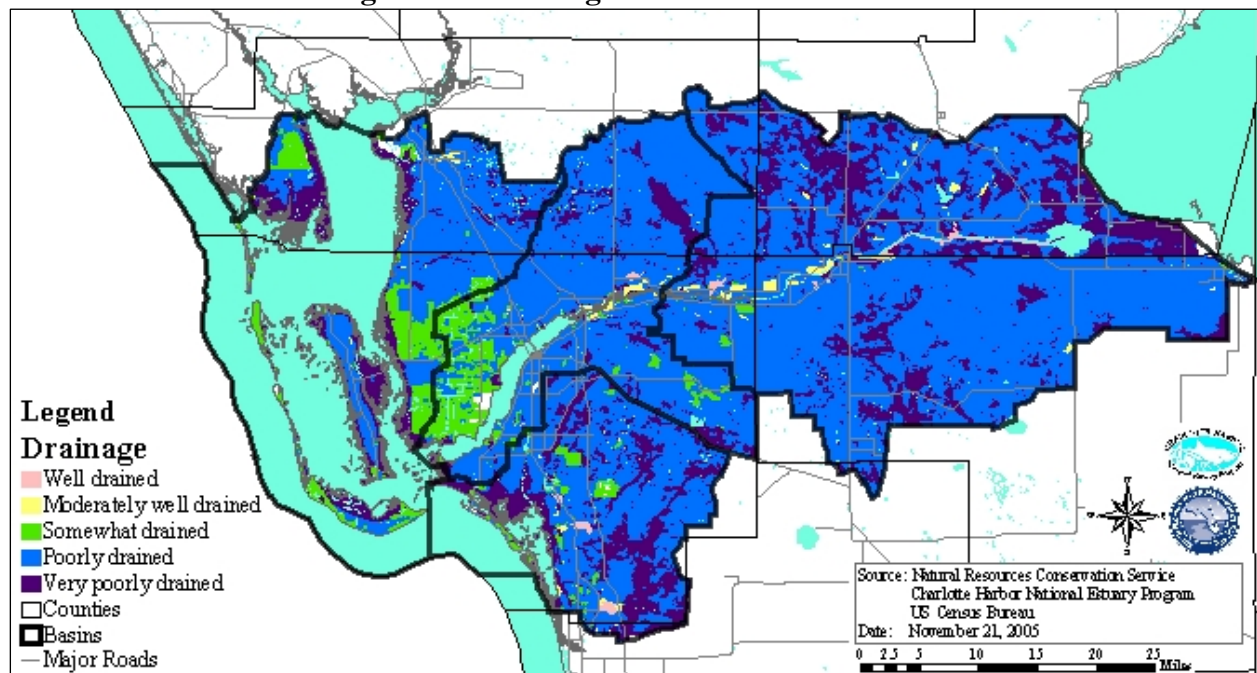 Legend
Drainage
Well drained
Moderately well drained
Somewhat drained
Poorly drained
Very poorly drained
Counties
Basins
Major Roads
Source: Natural Resources Conservation Service
Charlotte Harbor National Estuary Program
US Census Bureau
Date: November 21, 2005
0 2.5 5 10 15 20 25
Miles